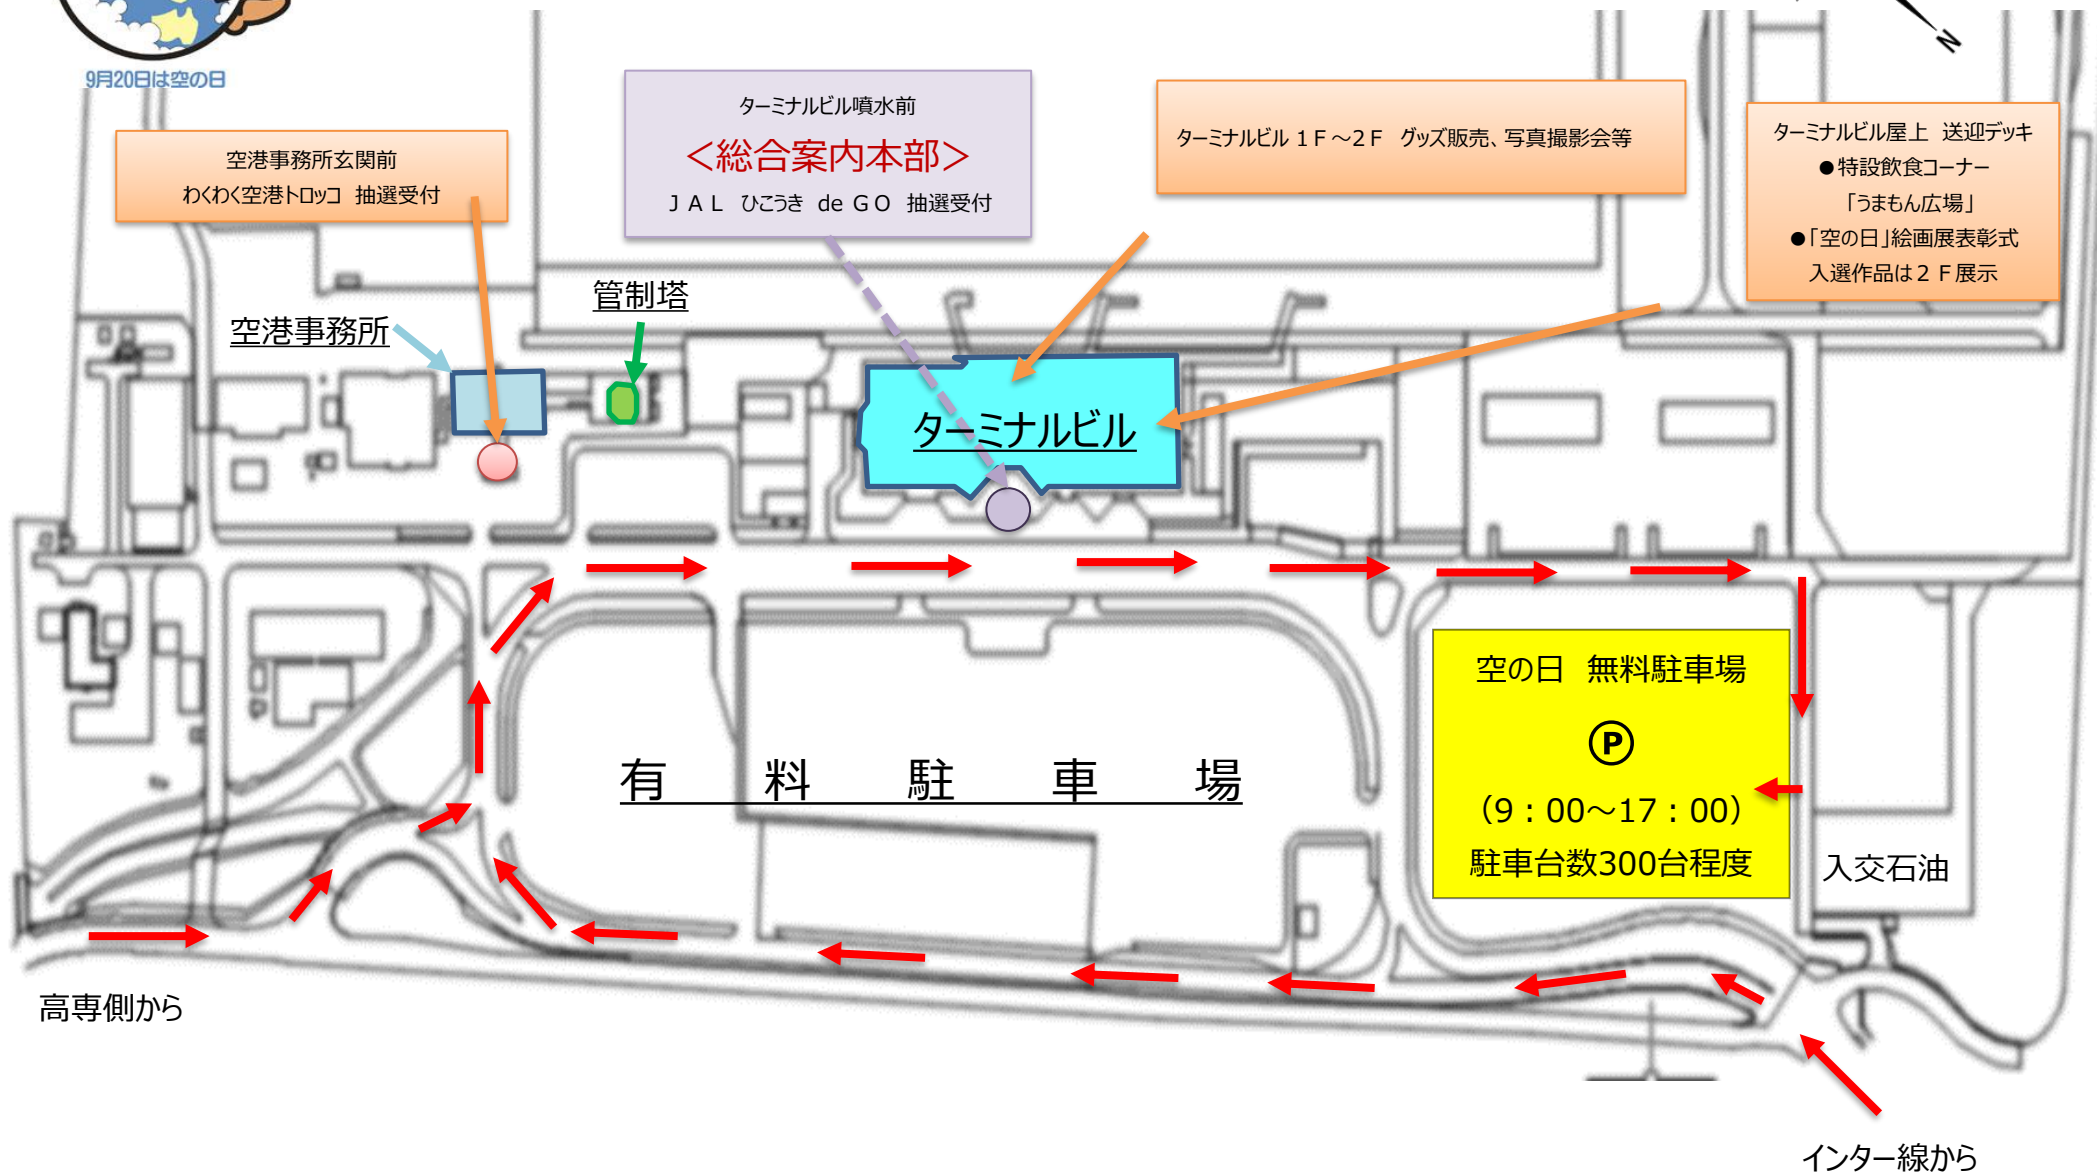 N
9月20日は空の日
空港事務所玄関前
わくわく空港トロッコ 抽選受付
ターミナルビル噴水前
＜総合案内本部＞
ＪＡＬ ひこうき de ＧＯ 抽選受付
ターミナルビル １Ｆ～２Ｆ グッズ販売、写真撮影会等
ターミナルビル屋上 送迎デッキ
●特設飲食コーナー
「うまもん広場」
●「空の日」絵画展表彰式
入選作品は２Ｆ展示
管制塔
空港事務所
ターミナルビル
空の日 無料駐車場
Ⓟ
（9：00～17：00）
駐車台数300台程度
有 料 駐 車 場
入交石油
高専側から
インター線から